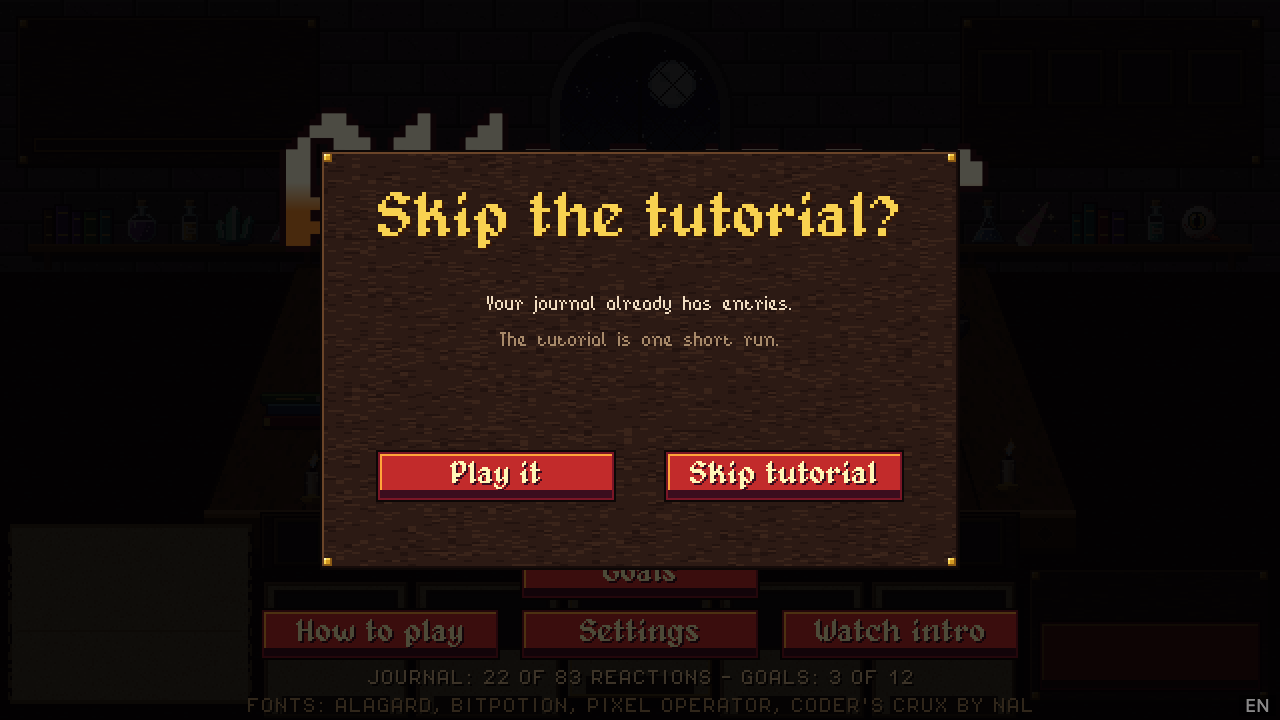 Skip the tutorial?
Your journal already has entries.
The tutorial is one short run.
Play it
Skip tutorial
Goals
How to play
Settings
Watch intro
JOURNAL: 22 OF 83 REACTIONS - GOALS: 3 OF 12
FONTS: ALAGARD, BITPOTION, PIXEL OPERATOR, CODER'S CRUX BY NAL
EN